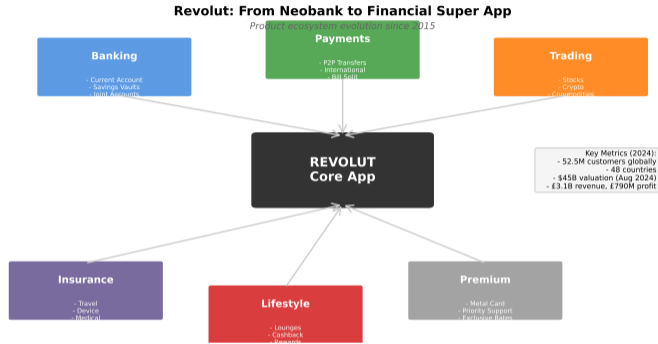 Revolut: From Neobank to Financial Super App
Product ecosystem evolution since 2015
Banking
- Current Account
- Savings Vaults
- Joint Accounts
Payments
- P2P Transfers
- International
- Bill Split
Trading
- Stocks
- Crypto
- Commodities
REVOLUT
Core App
Key Metrics (2024):
- 52.5M customers globally
- 48 countries
- $45B valuation (Aug 2024)
- £3.1B revenue, £790M profit
Insurance
- Travel
- Device
- Medical
Lifestyle
- Lounges
- Cashback
- Rewards
Premium
- Metal Card
- Priority Support
- Exclusive Rates